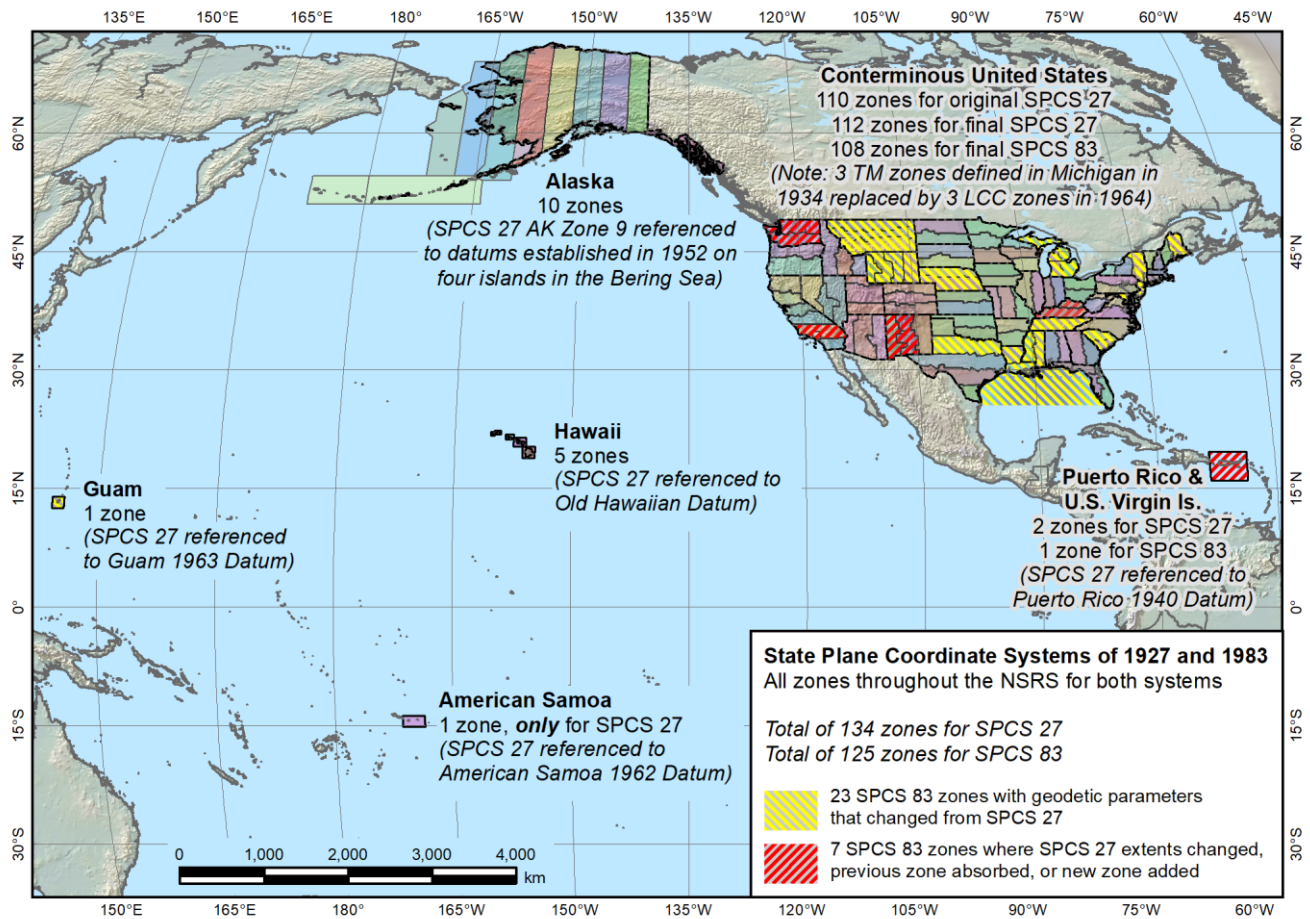 135°E 150°E 165°E 180° 165°W 150°W 135°W 120°W 105°W 90°W 75°W 60°W 45°W
60°N
45°N
30°N
15°N
0°
15°S
30°S
Conterminous United States
110 zones for original SPCS 27
112 zones for final SPCS 27
108 zones for final SPCS 83
(Note: 3 TM zones defined in Michigan in
1934 replaced by 3 LCC zones in 1964)
Alaska
10 zones
(SPCS 27 AK Zone 9 referenced
to datums established in 1952 on
four islands in the Bering Sea)
Hawaii
5 zones
(SPCS 27 referenced to
Old Hawaiian Datum)
Guam
1 zone
(SPCS 27 referenced
to Guam 1963 Datum)
Puerto Rico &
U.S. Virgin Is.
2 zones for SPCS 27
1 zone for SPCS 83
(SPCS 27 referenced to
Puerto Rico 1940 Datum)
American Samoa
1 zone, only for SPCS 27
(SPCS 27 referenced to
American Samoa 1962 Datum)
State Plane Coordinate Systems of 1927 and 1983
All zones throughout the NSRS for both systems
Total of 134 zones for SPCS 27
Total of 125 zones for SPCS 83
23 SPCS 83 zones with geodetic parameters
that changed from SPCS 27
7 SPCS 83 zones where SPCS 27 extents changed,
previous zone absorbed, or new zone added
0 1,000 2,000 3,000 4,000
km
60°N
45°N
30°N
15°N
0°
15°S
30°S
150°E 165°E 180° 165°W 150°W 135°W 120°W 105°W 90°W 75°W 60°W